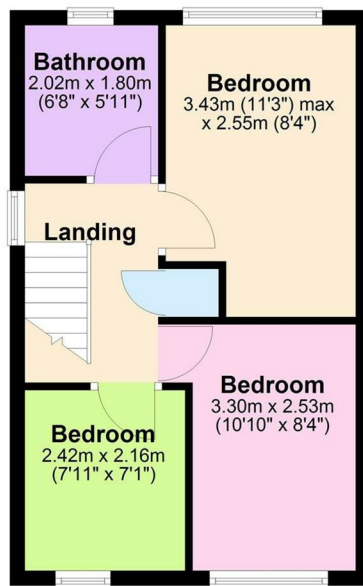 Bathroom
2.02m x 1.80m
(6'8" x 5'11")
Bedroom
3.43m (11'3") max
x 2.55m (8'4")
Landing
Bedroom
3.30m x 2.53m
(10'10" x 8'4")
Bedroom
2.42m x 2.16m
(7'11" x 7'1")